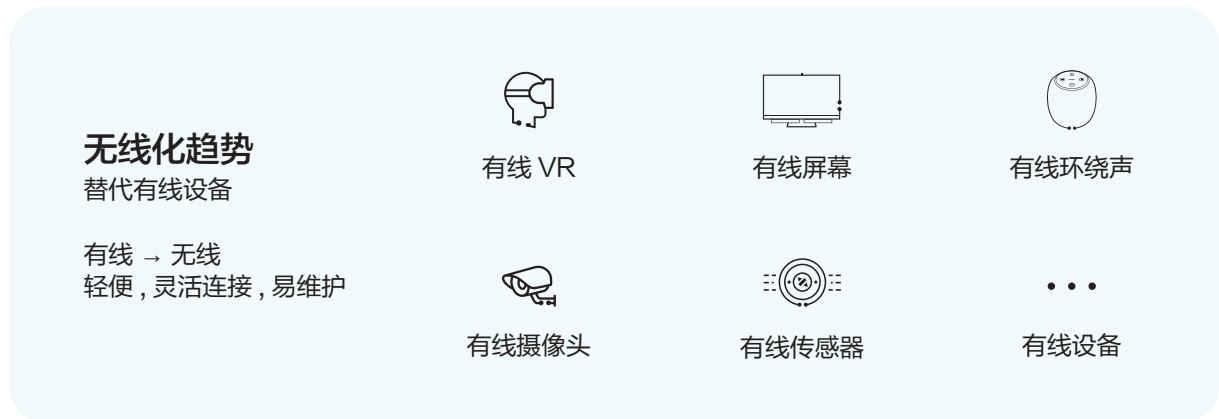 无线化趋势
替代有线设备
有线 → 无线
轻便 , 灵活连接 , 易维护
有线 VR
有线屏幕
有线环绕声
有线摄像头
有线传感器
有线设备